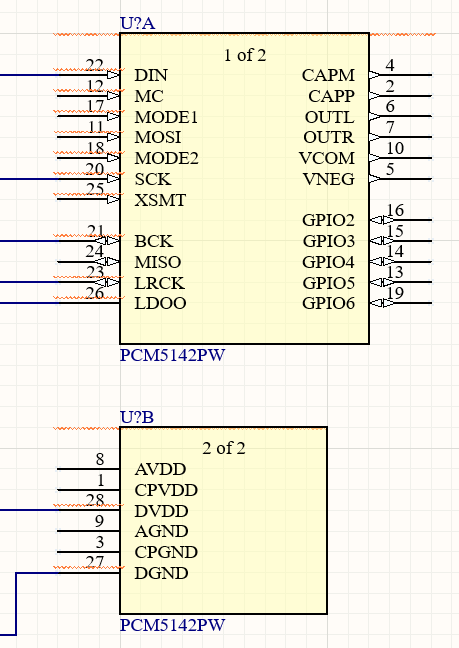 U?A
1 of 2
22 DIN CAPM 4
12 MC CAPP 2
17 MODE1 OUTL 6
11 MOSI OUTR 7
18 MODE2 VCOM 10
20 SCK VNEG 5
25 XSMT
GPIO2 16
21 BCK GPIO3 15
24 MISO GPIO4 14
23 LRCK GPIO5 13
26 LDOO GPIO6 19
PCM5142PW
U?B
2 of 2
8 AVDD
1 CPVDD
28 DVDD
9 AGND
3 CPGND
27 DGND
PCM5142PW